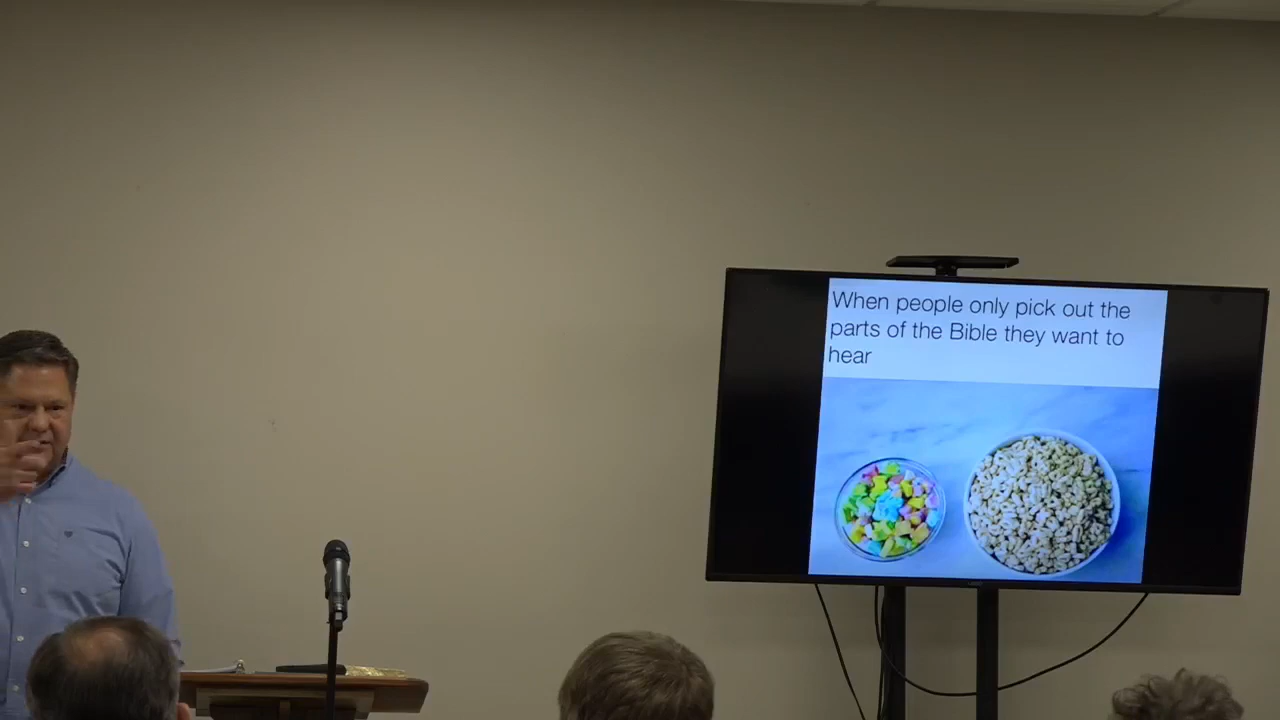 When people only pick out the
parts of the Bible they want to
hear